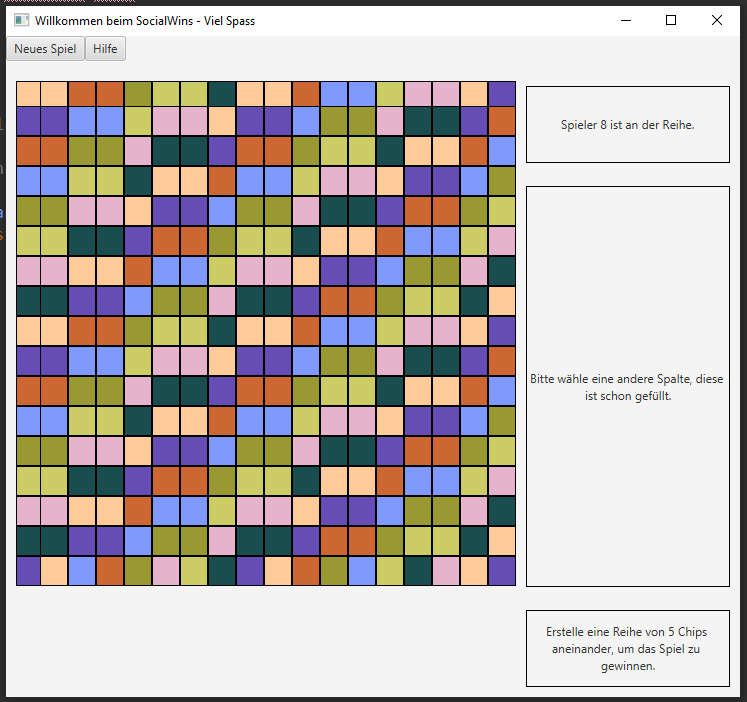 Willkommen beim SocialWins - Viel Spass
Neues Spiel
Hilfe
Spieler 8 ist an der Reihe.
Bitte wähle eine andere Spalte, diese
ist schon gefüllt.
Erstelle eine Reihe von 5 Chips
aneinander, um das Spiel zu
gewinnen.